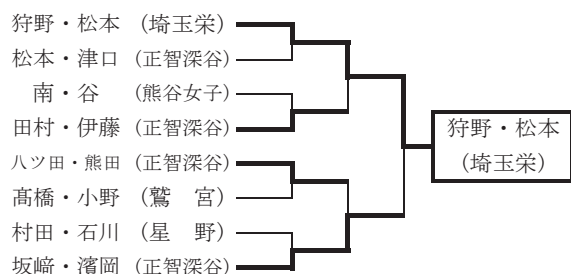 狩野・松本 (埼玉栄)
松本・津口 (正智深谷)
南・谷 (熊谷女子)
田村・伊藤 (正智深谷)
八ツ田・熊田 (正智深谷)
髙橋・小野 (鷲　宮)
村田・石川 (星　野)
坂﨑・濱岡 (正智深谷)
狩野・松本
(埼玉栄)